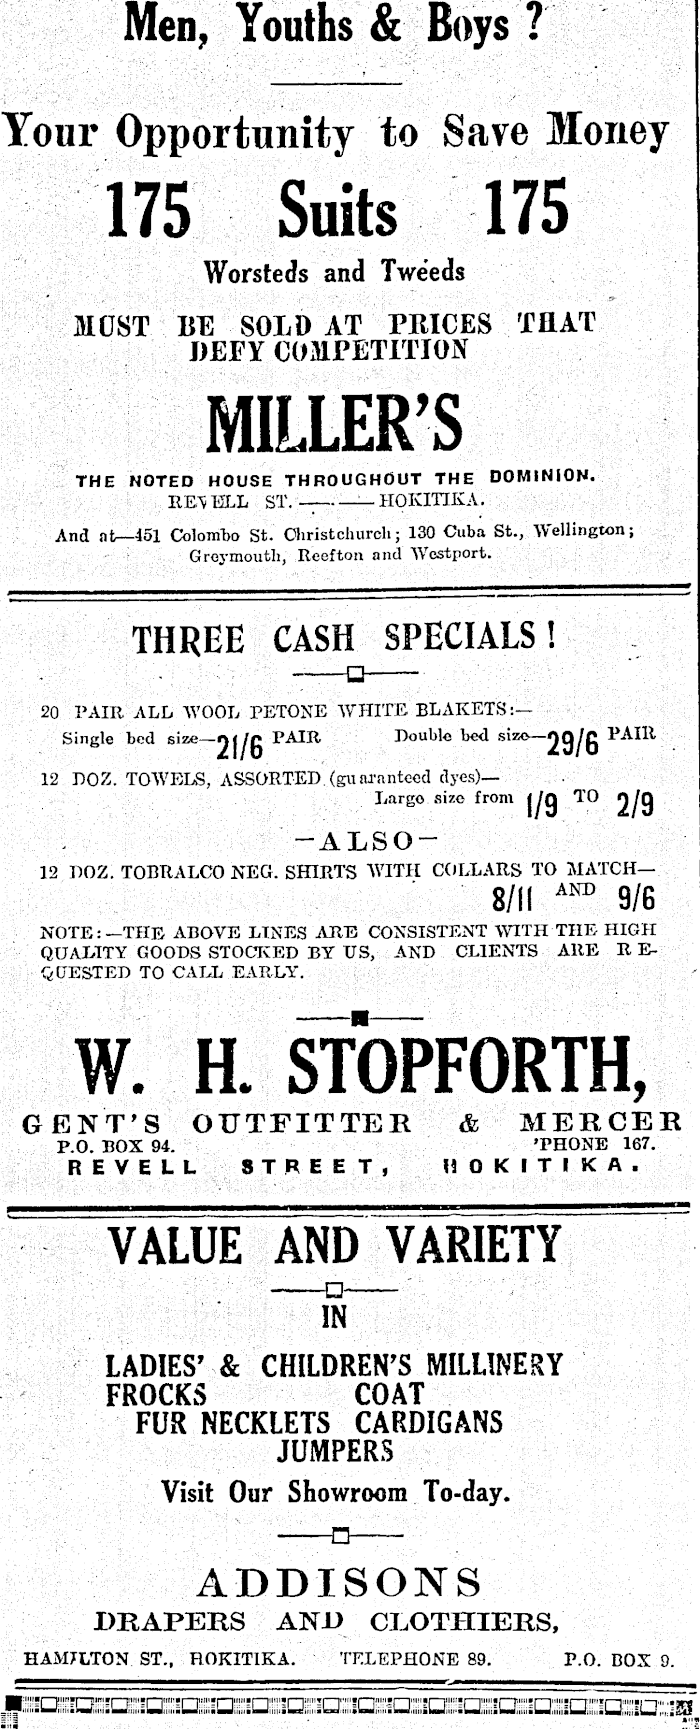 Men, Youths & Boys ?
Your Opportunity to Save Money
175 Suits 175
Worsteds and Tweeds
MUST BE SOLD AT PRICES THAT
DEFY COMPETITION
MILLER'S
THE NOTED HOUSE THROUGHOUT THE DOMINION.
REVELL ST. —— —— HOKITIKA.
And at—451 Colombo St. Christchurch; 130 Cuba St., Wellington;
Greymouth, Reefton and Westport.
THREE CASH SPECIALS!
20 PAIR ALL WOOL PETONE WHITE BLAKETS:—
Single bed size—21/6 PAIR Double bed size—29/6 PAIR
12 DOZ. TOWELS, ASSORTED (guaranteed dyes)—
Large size from 1/9 TO 2/9
—ALSO—
12 DOZ. TOBRALCO NEG. SHIRTS WITH COLLARS TO MATCH—
8/11 AND 9/6
NOTE:—THE ABOVE LINES ARE CONSISTENT WITH THE HIGH
QUALITY GOODS STOCKED BY US, AND CLIENTS ARE RE-
QUESTED TO CALL EARLY.
W. H. STOPFORTH,
GENT'S OUTFITTER & MERCER
P.O. BOX 94. 'PHONE 167.
REVELL STREET, HOKITIKA.
VALUE AND VARIETY
IN
LADIES' & CHILDREN'S MILLINERY
FROCKS COAT
FUR NECKLETS CARDIGANS
JUMPERS
Visit Our Showroom To-day.
ADDISONS
DRAPERS AND CLOTHIERS,
HAMILTON ST., HOKITIKA. TELEPHONE 89. P.O. BOX 9.